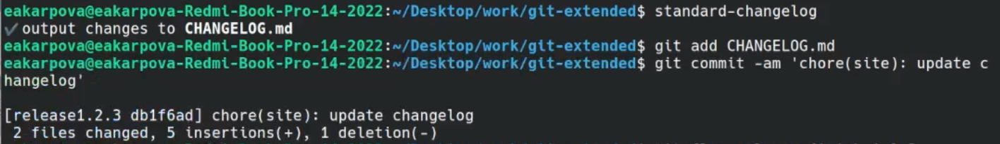 eakarpova@eakarpova-Redmi-Book-Pro-14-2022:~/Desktop/work/git-extended$ standard-changelog
✔output changes to CHANGELOG.md
eakarpova@eakarpova-Redmi-Book-Pro-14-2022:~/Desktop/work/git-extended$ git add CHANGELOG.md
eakarpova@eakarpova-Redmi-Book-Pro-14-2022:~/Desktop/work/git-extended$ git commit -am 'chore(site): update c
hangelog'
[release1.2.3 db1f6ad] chore(site): update changelog
2 files changed, 5 insertions(+), 1 deletion(-)